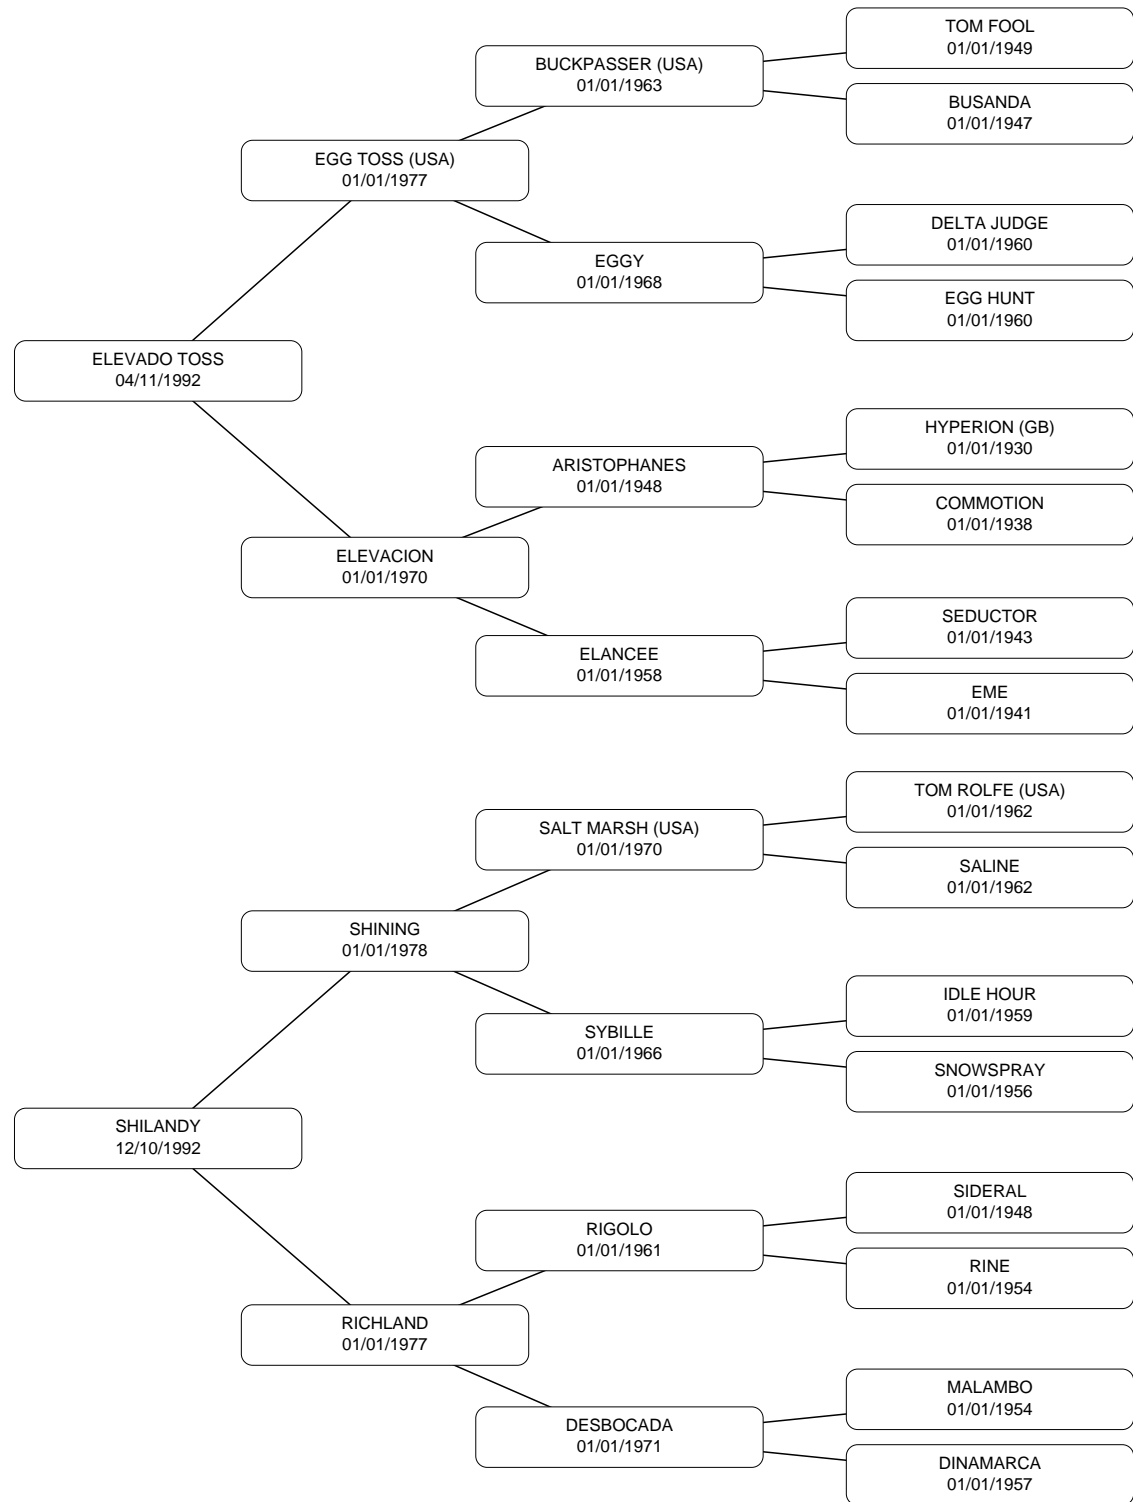 TOM FOOL
01/01/1949
BUCKPASSER (USA)
01/01/1963
BUSANDA
01/01/1947
EGG TOSS (USA)
01/01/1977
DELTA JUDGE
01/01/1960
EGGY
01/01/1968
EGG HUNT
01/01/1960
ELEVADO TOSS
04/11/1992
HYPERION (GB)
01/01/1930
ARISTOPHANES
01/01/1948
COMMOTION
01/01/1938
ELEVACION
01/01/1970
SEDUCTOR
01/01/1943
ELANCEE
01/01/1958
EME
01/01/1941
TOM ROLFE (USA)
01/01/1962
SALT MARSH (USA)
01/01/1970
SALINE
01/01/1962
SHINING
01/01/1978
IDLE HOUR
01/01/1959
SYBILLE
01/01/1966
SNOWSPRAY
01/01/1956
SHILANDY
12/10/1992
SIDERAL
01/01/1948
RIGOLO
01/01/1961
RINE
01/01/1954
RICHLAND
01/01/1977
MALAMBO
01/01/1954
DESBOCADA
01/01/1971
DINAMARCA
01/01/1957